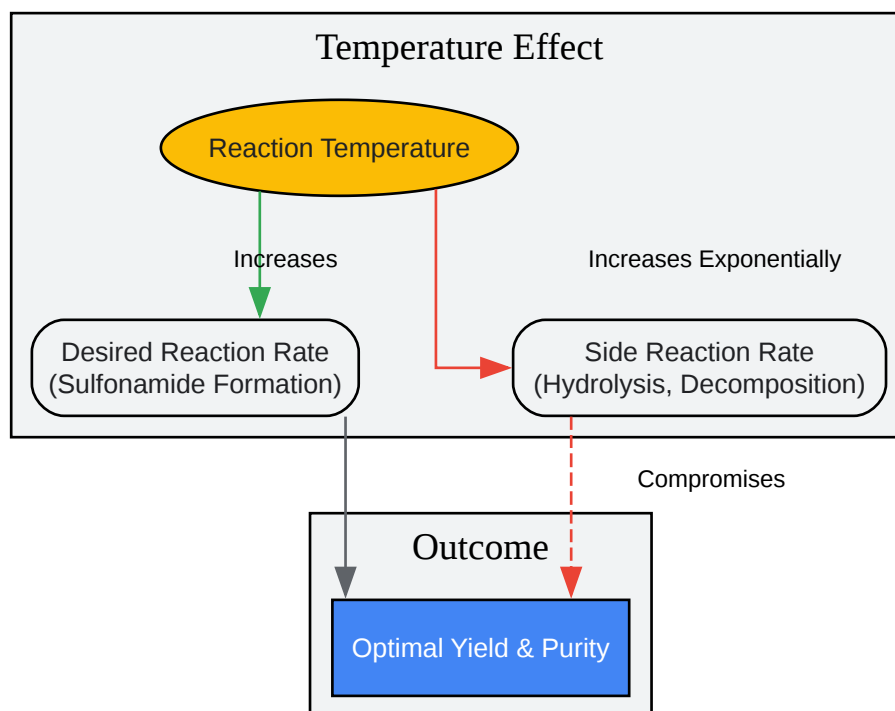 Temperature Effect
Reaction Temperature
Increases
Increases Exponentially
Desired Reaction Rate
(Sulfonamide Formation)
Side Reaction Rate
(Hydrolysis, Decomposition)
Compromises
Outcome
Optimal Yield & Purity